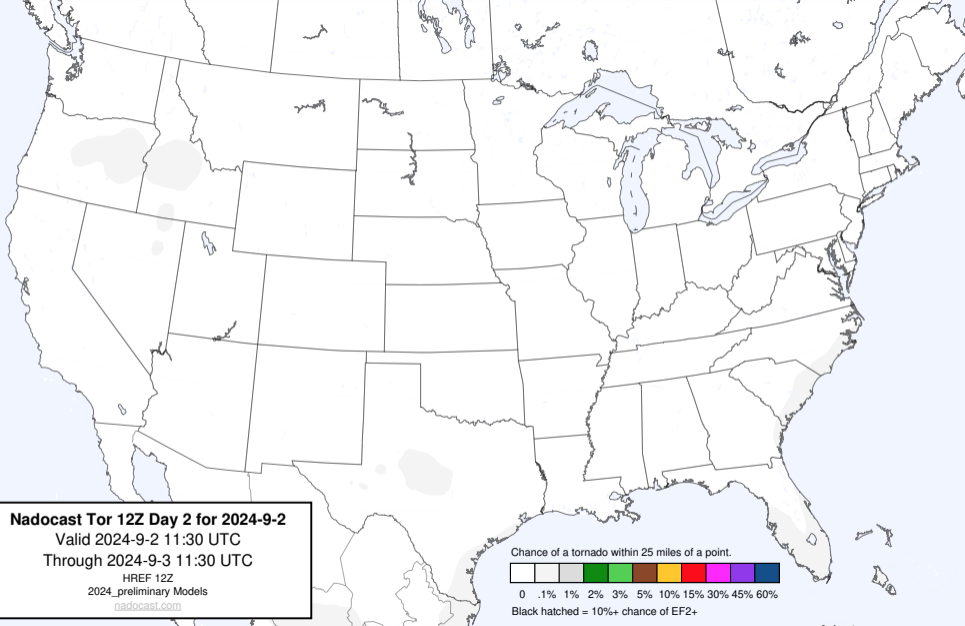 Nadocast Tor 12Z Day 2 for 2024-9-2
Valid 2024-9-2 11:30 UTC
Through 2024-9-3 11:30 UTC
HREF 12Z
2024_preliminary Models
nadocast.com
Chance of a tornado within 25 miles of a point.
0 .1% 1% 2% 3% 5% 10% 15% 30% 45% 60%
Black hatched = 10%+ chance of EF2+